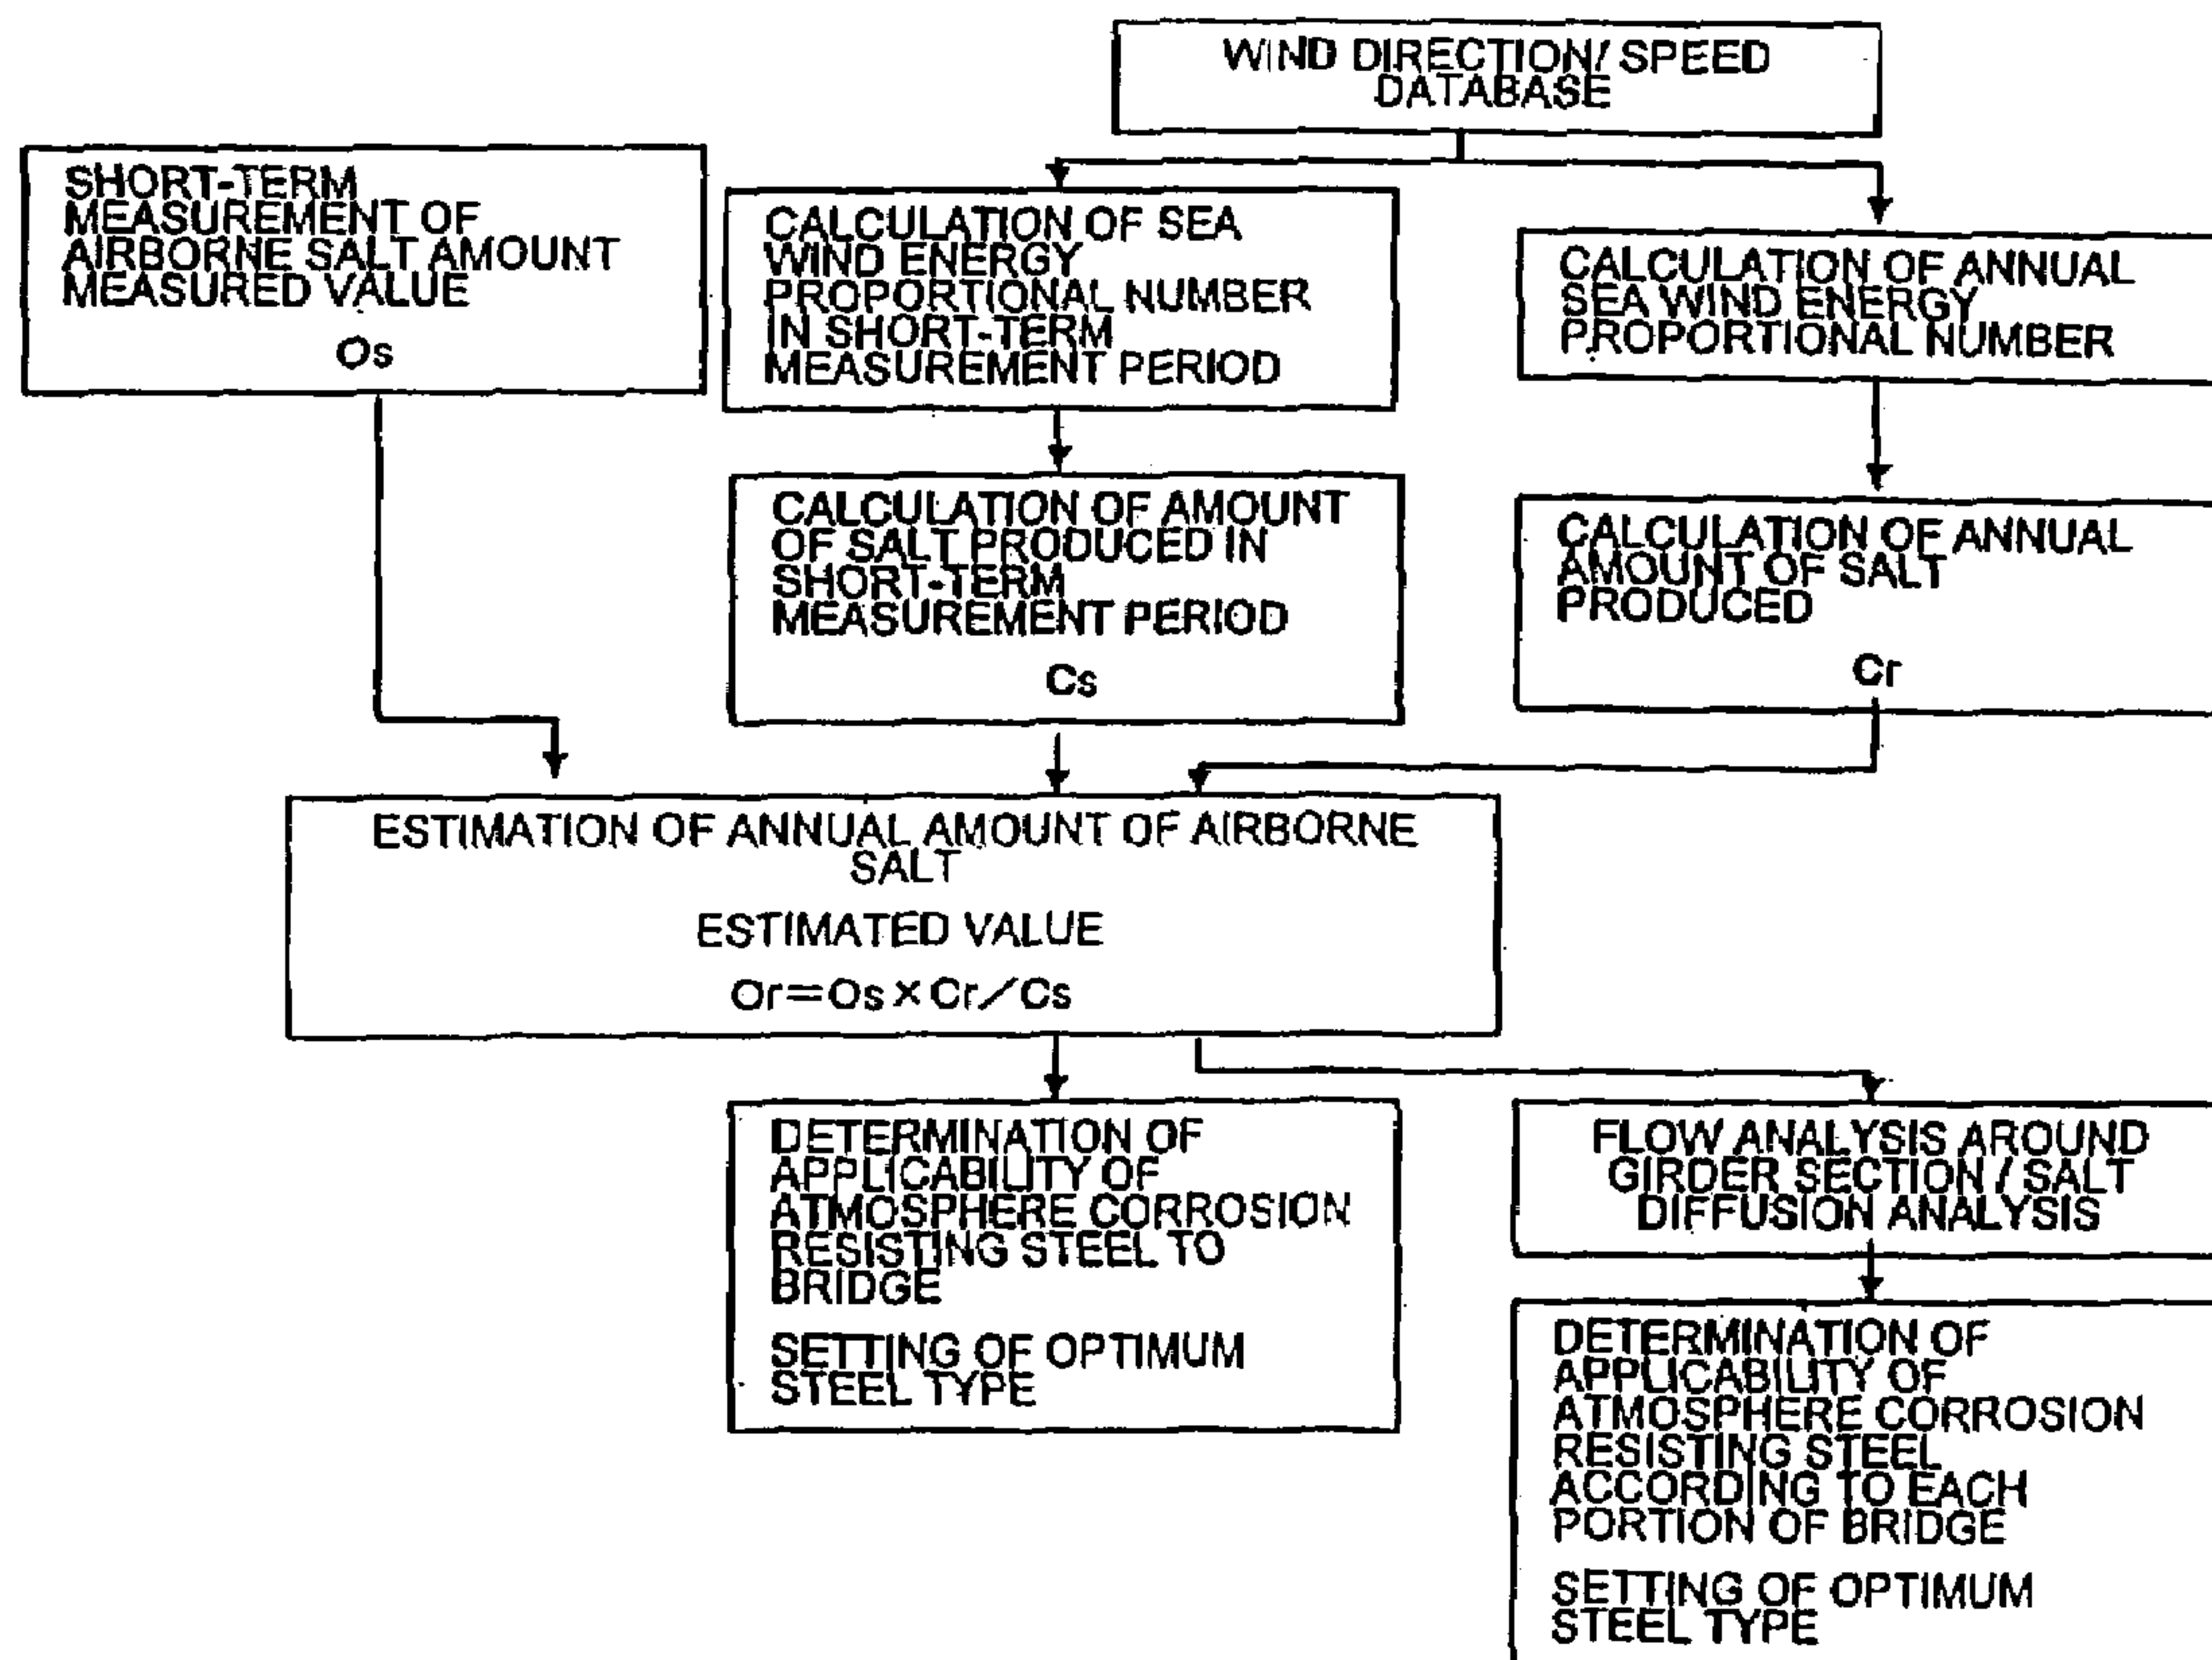 WIND DIRECTION/ SPEED
DATABASE
SHORT-TERM
MEASUREMENT OF
AIRBORNE SALT AMOUNT
MEASURED VALUE
Os
CALCULATION OF SEA
WIND ENERGY
PROPORTIONAL NUMBER
IN SHORT-TERM
MEASUREMENT PERIOD
CALCULATION OF ANNUAL
SEA WIND ENERGY
PROPORTIONAL NUMBER
CALCULATION OF AMOUNT
OF SALT PRODUCED IN
SHORT-TERM
MEASUREMENT PERIOD
Cs
CALCULATION OF ANNUAL
AMOUNT OF SALT
PRODUCED
Cr
ESTIMATION OF ANNUAL AMOUNT OF AIRBORNE
SALT
ESTIMATED VALUE
Or=Os×Cr/Cs
DETERMINATION OF
APPLICABILITY OF
ATMOSPHERE CORROSION
RESISTING STEEL TO
BRIDGE
SETTING OF OPTIMUM
STEEL TYPE
FLOW ANALYSIS AROUND
GIRDER SECTION / SALT
DIFFUSION ANALYSIS
DETERMINATION OF
APPLICABILITY OF
ATMOSPHERE CORROSION
RESISTING STEEL
ACCORDING TO EACH
PORTION OF BRIDGE
SETTING OF OPTIMUM
STEEL TYPE